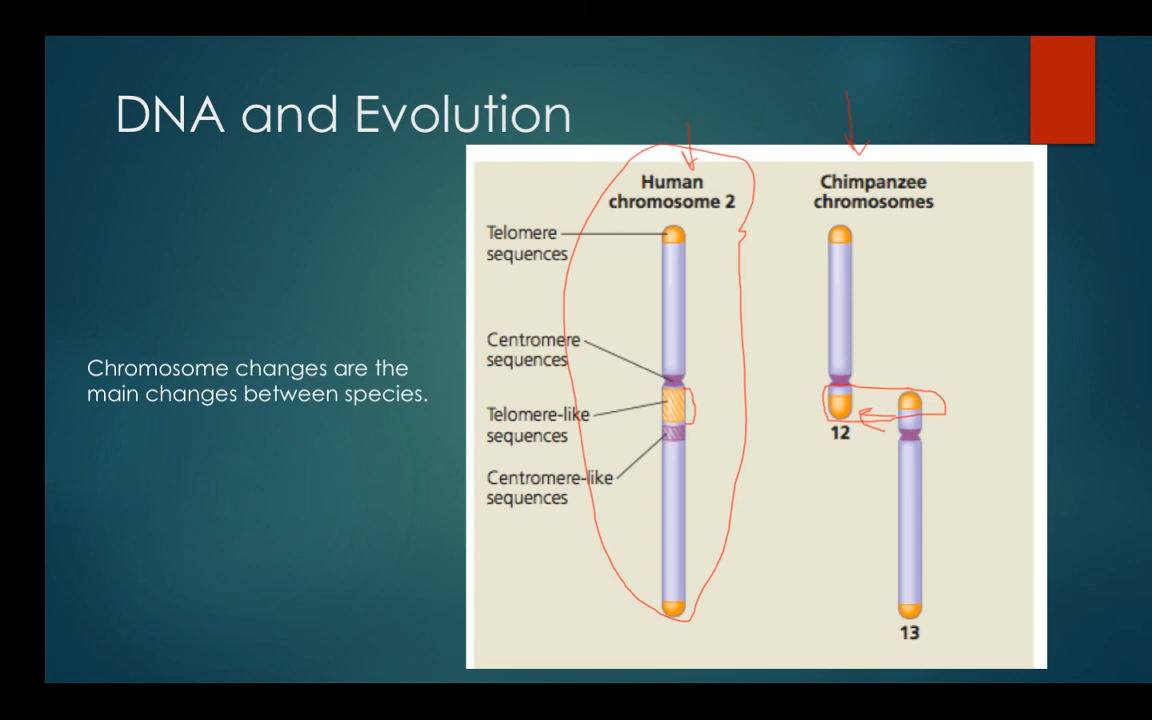 DNA and Evolution
Chromosome changes are the
main changes between species.
Human
chromosome 2
Chimpanzee
chromosomes
Telomere
sequences
Centromere
sequences
Telomere-like
sequences
Centromere-like
sequences
12
13